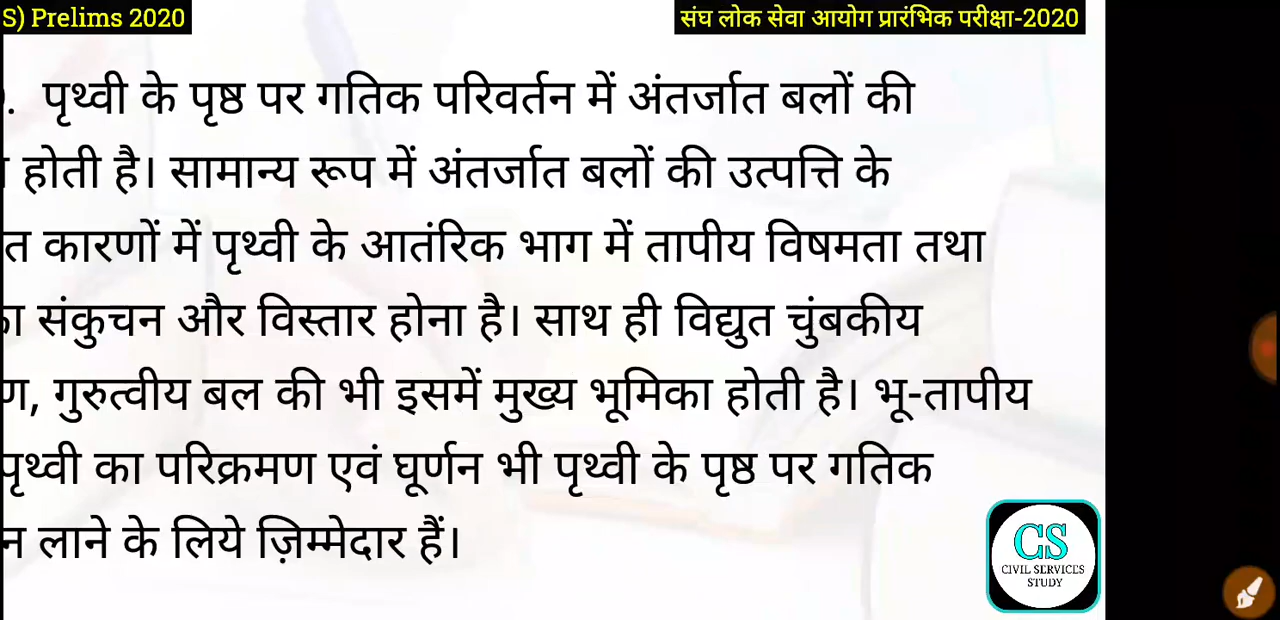 S) Prelims 2020
संघ लोक सेवा आयोग प्रारंभिक परीक्षा-2020
. पृथ्वी के पृष्ठ पर गतिक परिवर्तन में अंतर्जात बलों की
होती है। सामान्य रूप में अंतर्जात बलों की उत्पत्ति के
त कारणों में पृथ्वी के आतंरिक भाग में तापीय विषमता तथा
का संकुचन और विस्तार होना है। साथ ही विद्युत चुंबकीय
ण, गुरुत्वीय बल की भी इसमें मुख्य भूमिका होती है। भू-तापीय
पृथ्वी का परिक्रमण एवं घूर्णन भी पृथ्वी के पृष्ठ पर गतिक
न लाने के लिये ज़िम्मेदार हैं।
CS
CIVIL SERVICES
STUDY